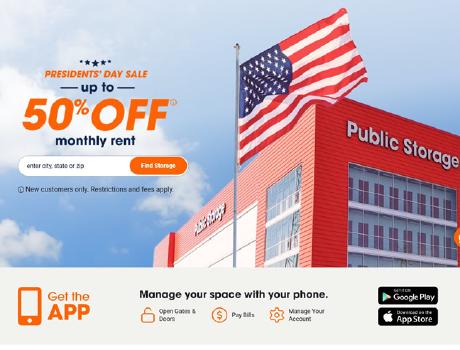 PRESIDENTS' DAY SALE
up to
50% OFF
monthly rent
enter city, state or zip
Find Storage
New customers only. Restrictions and fees apply.
Public Storage
Public Storage
Get the
APP
Manage your space with your phone.
Open Gates &
Doors
Pay Bills
Manage Your
Account
GET IT ON
Google Play
Download on the
App Store